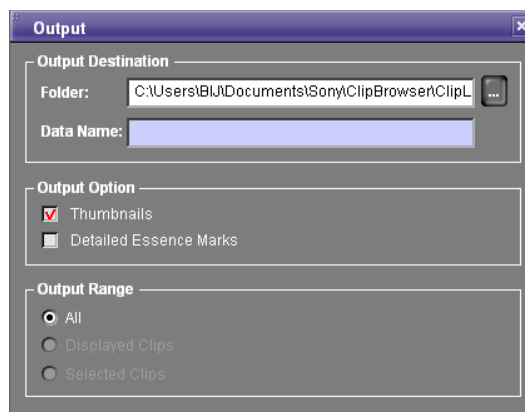 Output
Output Destination
Folder: C:\Users\BIJ\Documents\Sony\ClipBrowser\ClipL ...
Data Name:
Output Option
Thumbnails
Detailed Essence Marks
Output Range
All
Displayed Clips
Selected Clips